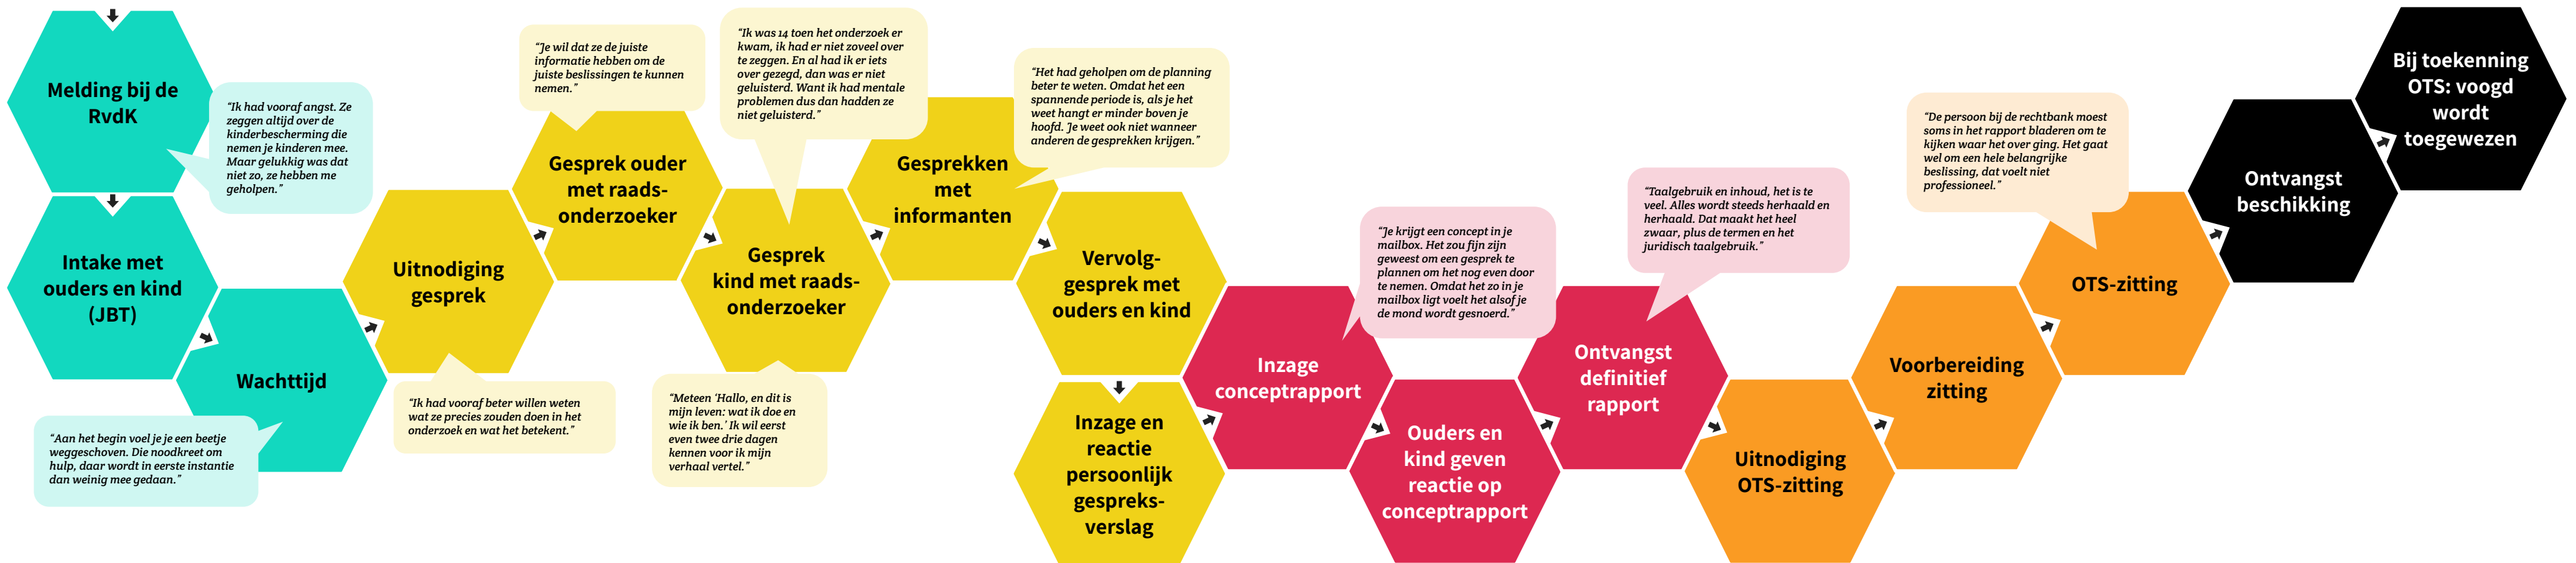 Melding bij de
RvdK
“Ik had vooraf angst. Ze
zeggen altijd over de
kinderbescherming die
nemen je kinderen mee.
Maar gelukkig was dat
niet zo, ze hebben me
geholpen.”
Intake met
ouders en kind
(JBT)
Wachttijd
“Aan het begin voel je je een beetje
weggeschoven. Die noodkreet om
hulp, daar wordt in eerste instantie
dan weinig mee gedaan.”
Uitnodiging
gesprek
“Ik had vooraf beter willen weten
wat ze precies zouden doen in het
onderzoek en wat het betekent.”
“Je wil dat ze de juiste
informatie hebben om de
juiste beslissingen te kunnen
nemen.”
Gesprek ouder
met raads-
onderzoeker
“Ik was 14 toen het onderzoek er
kwam, ik had er niet zoveel over
te zeggen. En al had ik er iets
over gezegd, dan was er niet
geluisterd. Want ik had mentale
problemen dus dan hadden ze
niet geluisterd.”
Gesprek
kind met raads-
onderzoeker
“Meteen ‘Hallo, en dit is
mijn leven: wat ik doe en
wie ik ben.’ Ik wil eerst
even twee drie dagen
kennen voor ik mijn
verhaal vertel.”
Gesprekken
met
informanten
“Het had geholpen om de planning
beter te weten. Omdat het een
spannende periode is, als je het
weet hangt er minder boven je
hoofd. Je weet ook niet wanneer
anderen de gesprekken krijgen.”
Vervolg-
gesprek met
ouders en kind
Inzage en
reactie
persoonlijk
gespreks-
verslag
Inzage
conceptrapport
“Je krijgt een concept in je
mailbox. Het zou fijn zijn
geweest om een gesprek te
plannen om het nog even door
te nemen. Omdat het zo in je
mailbox ligt voelt het alsof je
de mond wordt gesnoerd.”
Ouders en
kind geven
reactie op
conceptrapport
“Taalgebruik en inhoud, het is te
veel. Alles wordt steeds herhaald en
herhaald. Dat maakt het heel
zwaar, plus de termen en het
juridisch taalgebruik.”
Ontvangst
definitief
rapport
Uitnodiging
OTS-zitting
Voorbereiding
zitting
“De persoon bij de rechtbank moest
soms in het rapport bladeren om te
kijken waar het over ging. Het gaat
wel om een hele belangrijke
beslissing, dat voelt niet
professioneel.”
OTS-zitting
Ontvangst
beschikking
Bij toekenning
OTS: voogd
wordt
toegewezen